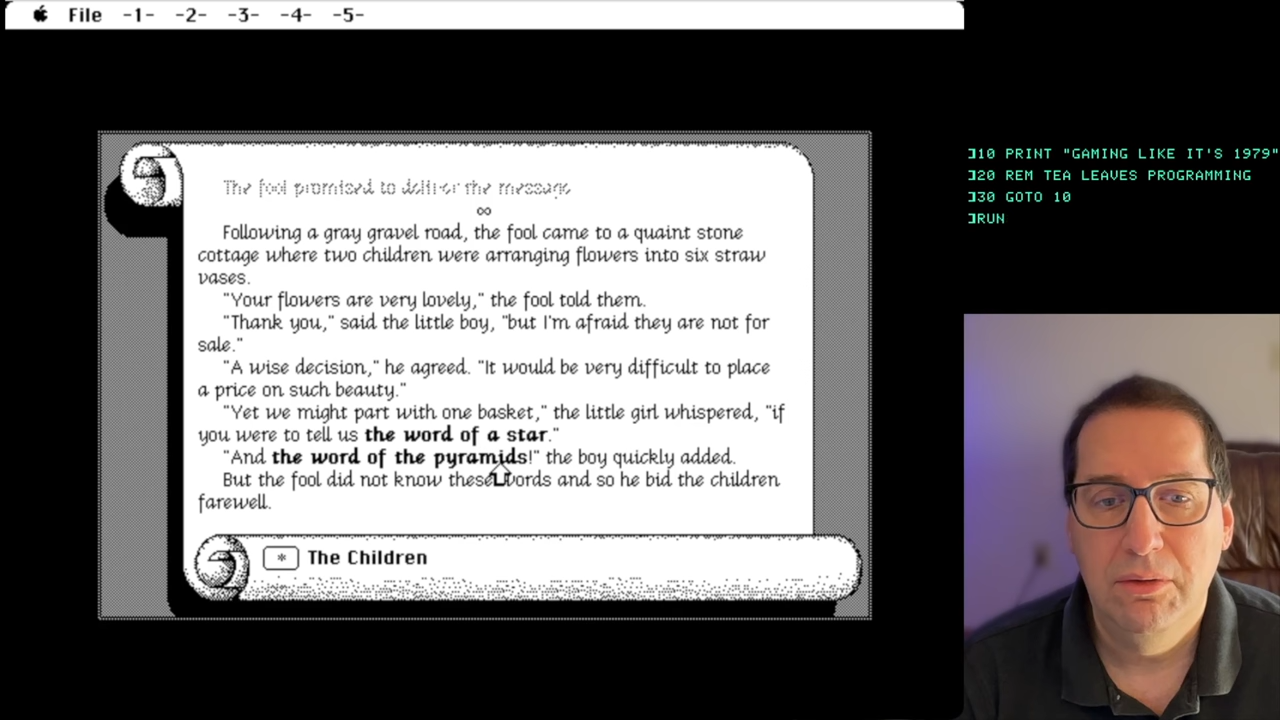 File -1- -2- -3- -4- -5-
The fool promised to deliver the message
∞
Following a gray gravel road, the fool came to a quaint stone
cottage where two children were arranging flowers into six straw
vases.
"Your flowers are very lovely," the fool told them.
"Thank you," said the little boy, "but I'm afraid they are not for
sale."
"A wise decision," he agreed. "It would be very difficult to place
a price on such beauty."
"Yet we might part with one basket," the little girl whispered, "if
you were to tell us the word of a star."
"And the word of the pyramids!" the boy quickly added.
But the fool did not know these words and so he bid the children
farewell.
* The Children
]10 PRINT "GAMING LIKE IT'S 1979"
]20 REM TEA LEAVES PROGRAMMING
]30 GOTO 10
]RUN